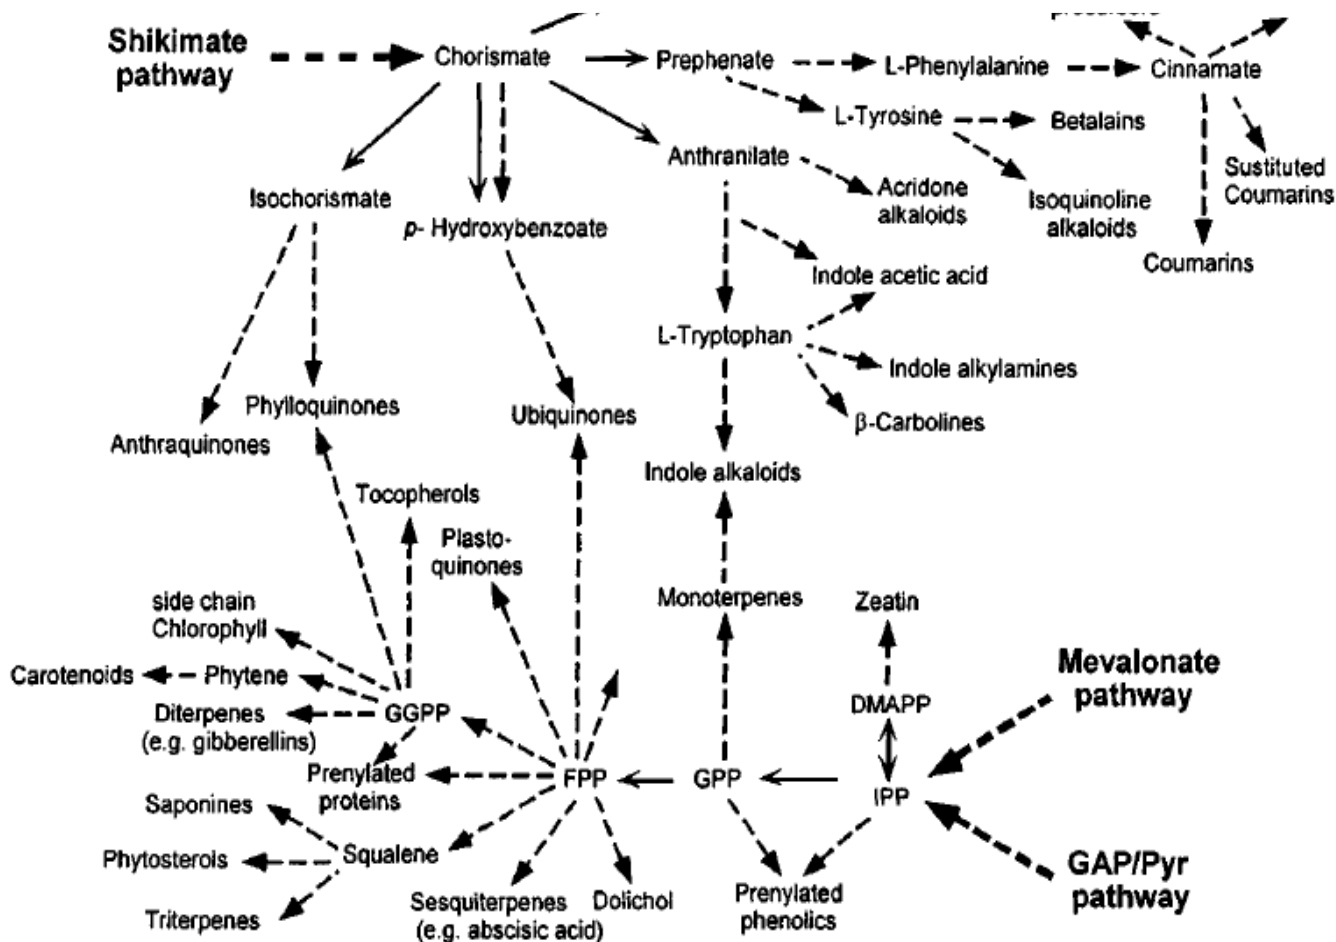 Shikimate
pathway
Chorismate
Prephenate
L-Phenylalanine
Cinnamate
L-Tyrosine
Betalains
Anthranilate
Acridone
alkaloids
Isoquinoline
alkaloids
Sustituted
Coumarins
Coumarins
Isochorismate
p- Hydroxybenzoate
Indole acetic acid
L-Tryptophan
Indole alkylamines
β-Carbolines
Phylloquinones
Ubiquinones
Anthraquinones
Indole alkaloids
Tocopherols
Plasto-
quinones
side chain
Chlorophyll
Monoterpenes
Zeatin
Mevalonate
pathway
Carotenoids
Phytene
DMAPP
Diterpenes
(e.g. gibberellins)
GGPP
Prenylated
proteins
FPP
GPP
IPP
Saponines
Phytosterols
Squalene
Triterpenes
Sesquiterpenes
(e.g. abscisic acid)
Dolichol
Prenylated
phenolics
GAP/Pyr
pathway